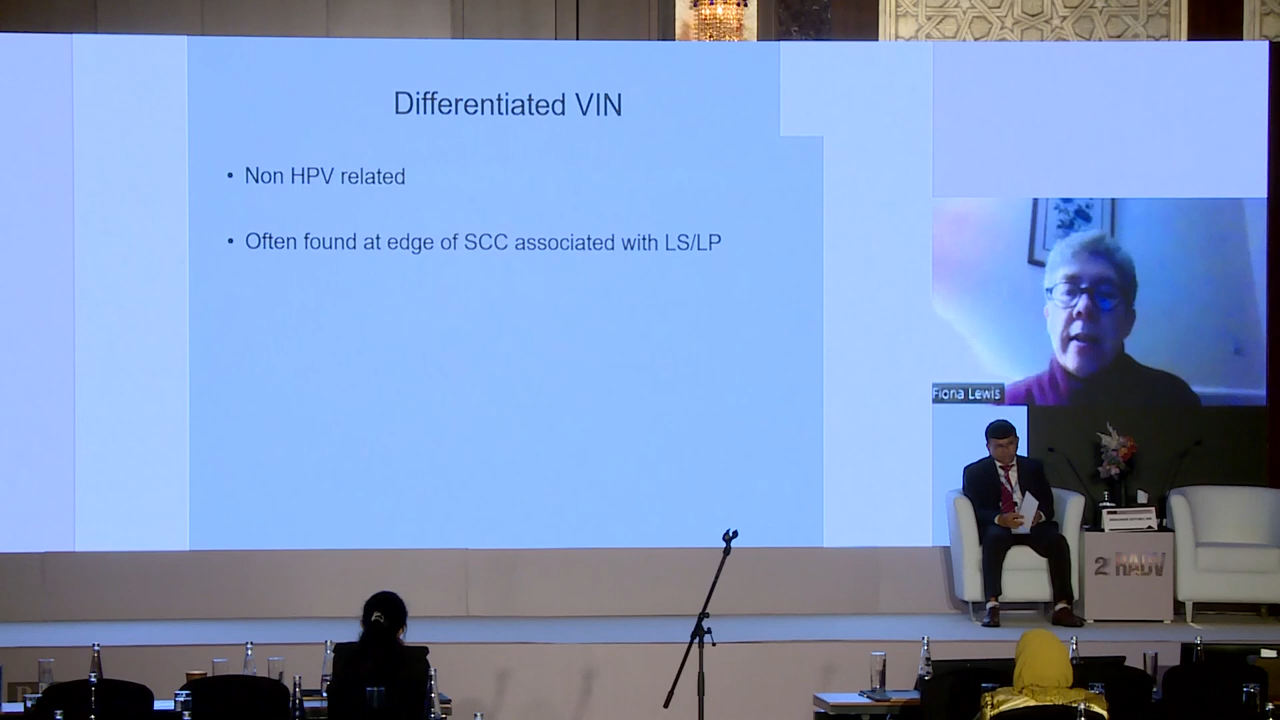 Differentiated VIN
• Non HPV related
• Often found at edge of SCC associated with LS/LP
Fiona Lewis
2 RADV